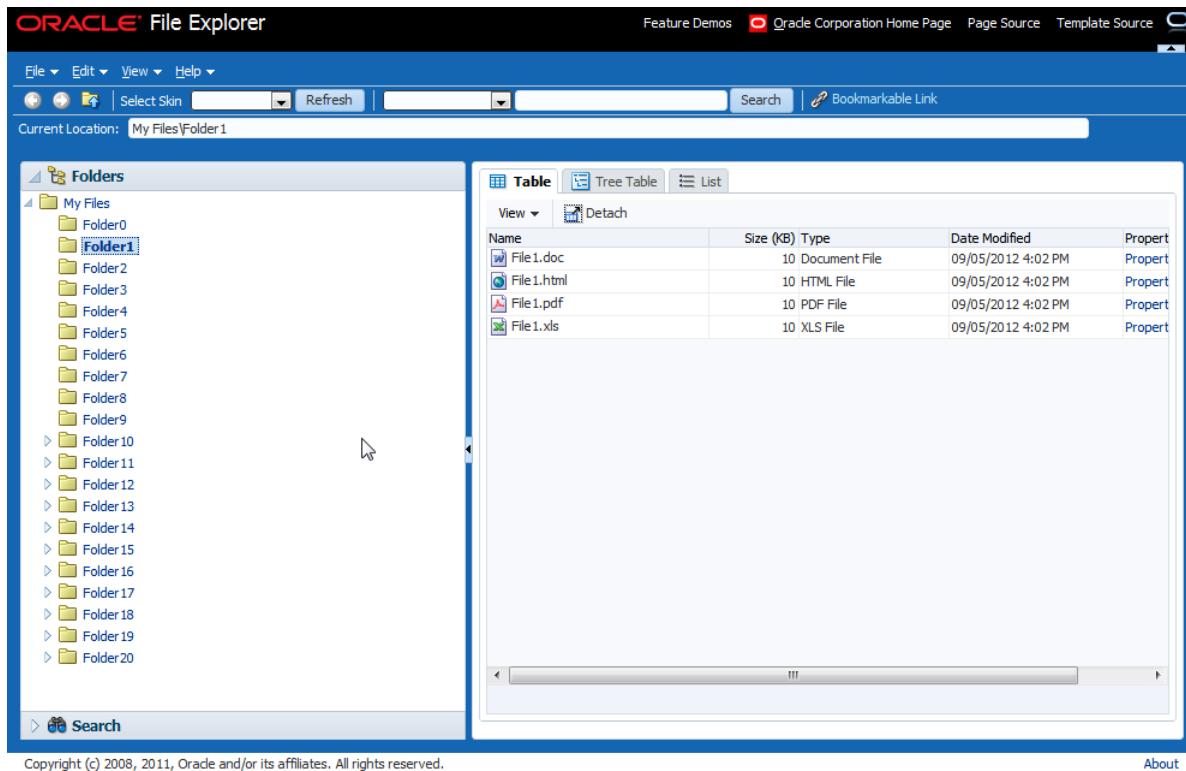 ORACLE File Explorer
Feature Demos Oracle Corporation Home Page Page Source Template Source
File Edit View Help
Select Skin Refresh Search Bookmarkable Link
Current Location: My Files\Folder1
Folders
My Files
Folder0
Folder1
Folder2
Folder3
Folder4
Folder5
Folder6
Folder7
Folder8
Folder9
Folder10
Folder11
Folder12
Folder13
Folder14
Folder15
Folder16
Folder17
Folder18
Folder19
Folder20
Search
Table Tree Table List
View Detach
Name Size (KB) Type Date Modified Propert
File1.doc 10 Document File 09/05/2012 4:02 PM Propert
File1.html 10 HTML File 09/05/2012 4:02 PM Propert
File1.pdf 10 PDF File 09/05/2012 4:02 PM Propert
File1.xls 10 XLS File 09/05/2012 4:02 PM Propert
Copyright (c) 2008, 2011, Oracle and/or its affiliates. All rights reserved.
About